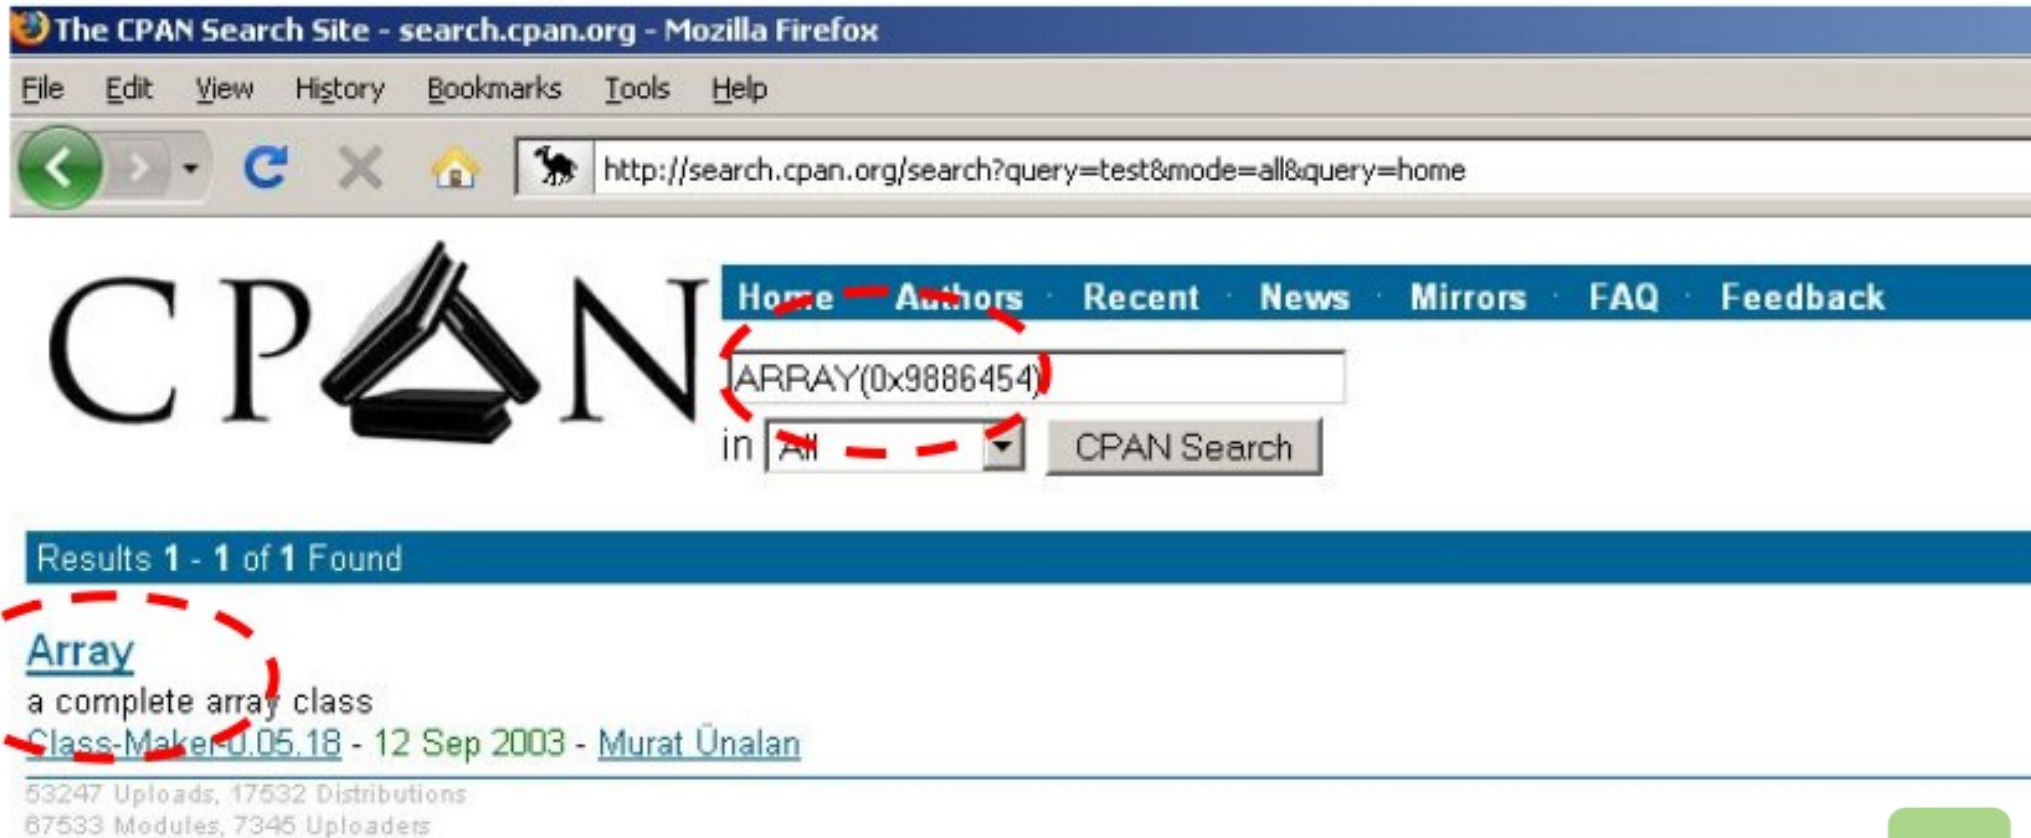 The CPAN Search Site - search.cpan.org - Mozilla Firefox
File Edit View History Bookmarks Tools Help
http://search.cpan.org/search?query=test&mode=all&query=home
CPAN
Home · Authors · Recent · News · Mirrors · FAQ · Feedback
ARRAY(0x9886454)
in All CPAN Search
Results 1 - 1 of 1 Found
Array
a complete array class
Class-Maker-0.05.18 - 12 Sep 2003 - Murat Ünalan
53247 Uploads, 17532 Distributions
67533 Modules, 7345 Uploaders